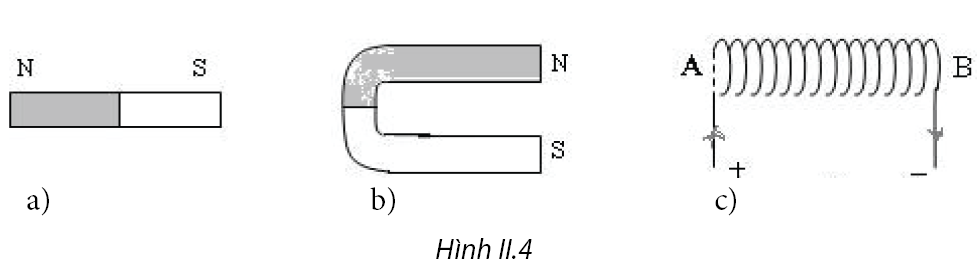 N S
N
S
A B
+ −
a) b) c)
Hình II.4